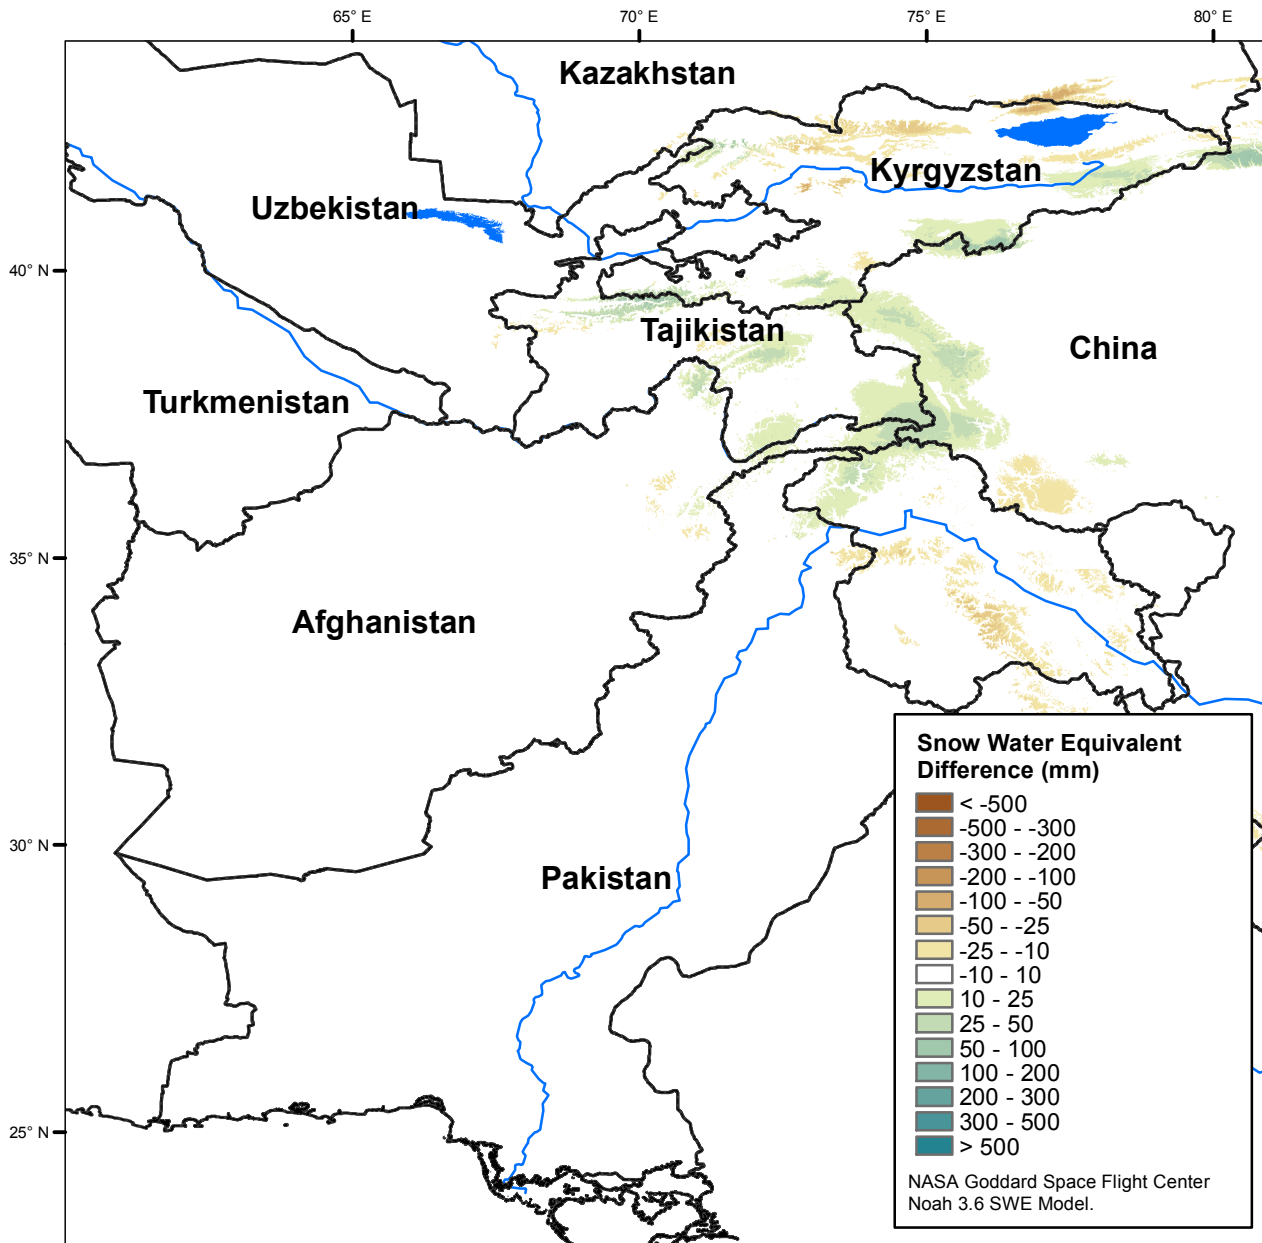 65° E 70° E 75° E 80° E
Kazakhstan
Kyrgyzstan
Uzbekistan
40° N
Tajikistan
China
Turkmenistan
35° N
Afghanistan
Snow Water Equivalent
Difference (mm)
< -500
-500 - -300
-300 - -200
-200 - -100
-100 - -50
-50 - -25
-25 - -10
-10 - 10
10 - 25
25 - 50
50 - 100
100 - 200
200 - 300
300 - 500
> 500
NASA Goddard Space Flight Center
Noah 3.6 SWE Model.
30° N
Pakistan
25° N